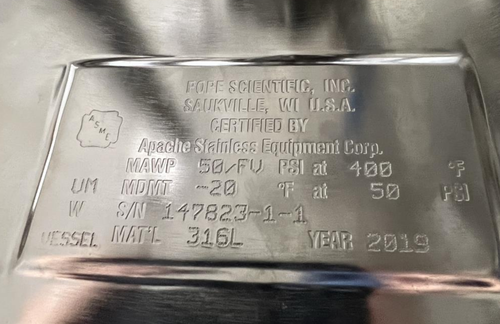 POPE SCIENTIFIC, INC.
SAUKVILLE, WI U.S.A.
CERTIFIED BY
ASME
Apache Stainless Equipment Corp.
MAWP 50/FV PSI at 400 °F
UM MDMT -20 °F at 50 PSI
W S/N 147823-1-1
VESSEL MAT'L 316L YEAR 2019